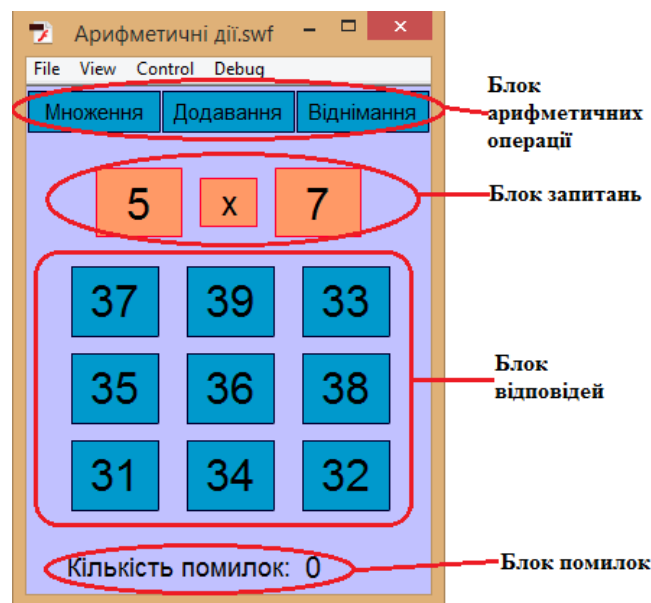 Арифметичні дії.swf
File View Control Debug
Множення Додавання Віднімання
Блок
арифметичних
операції
5 x 7
Блок запитань
37 39 33
35 36 38
31 34 32
Блок
відповідей
Кількість помилок: 0
Блок помилок